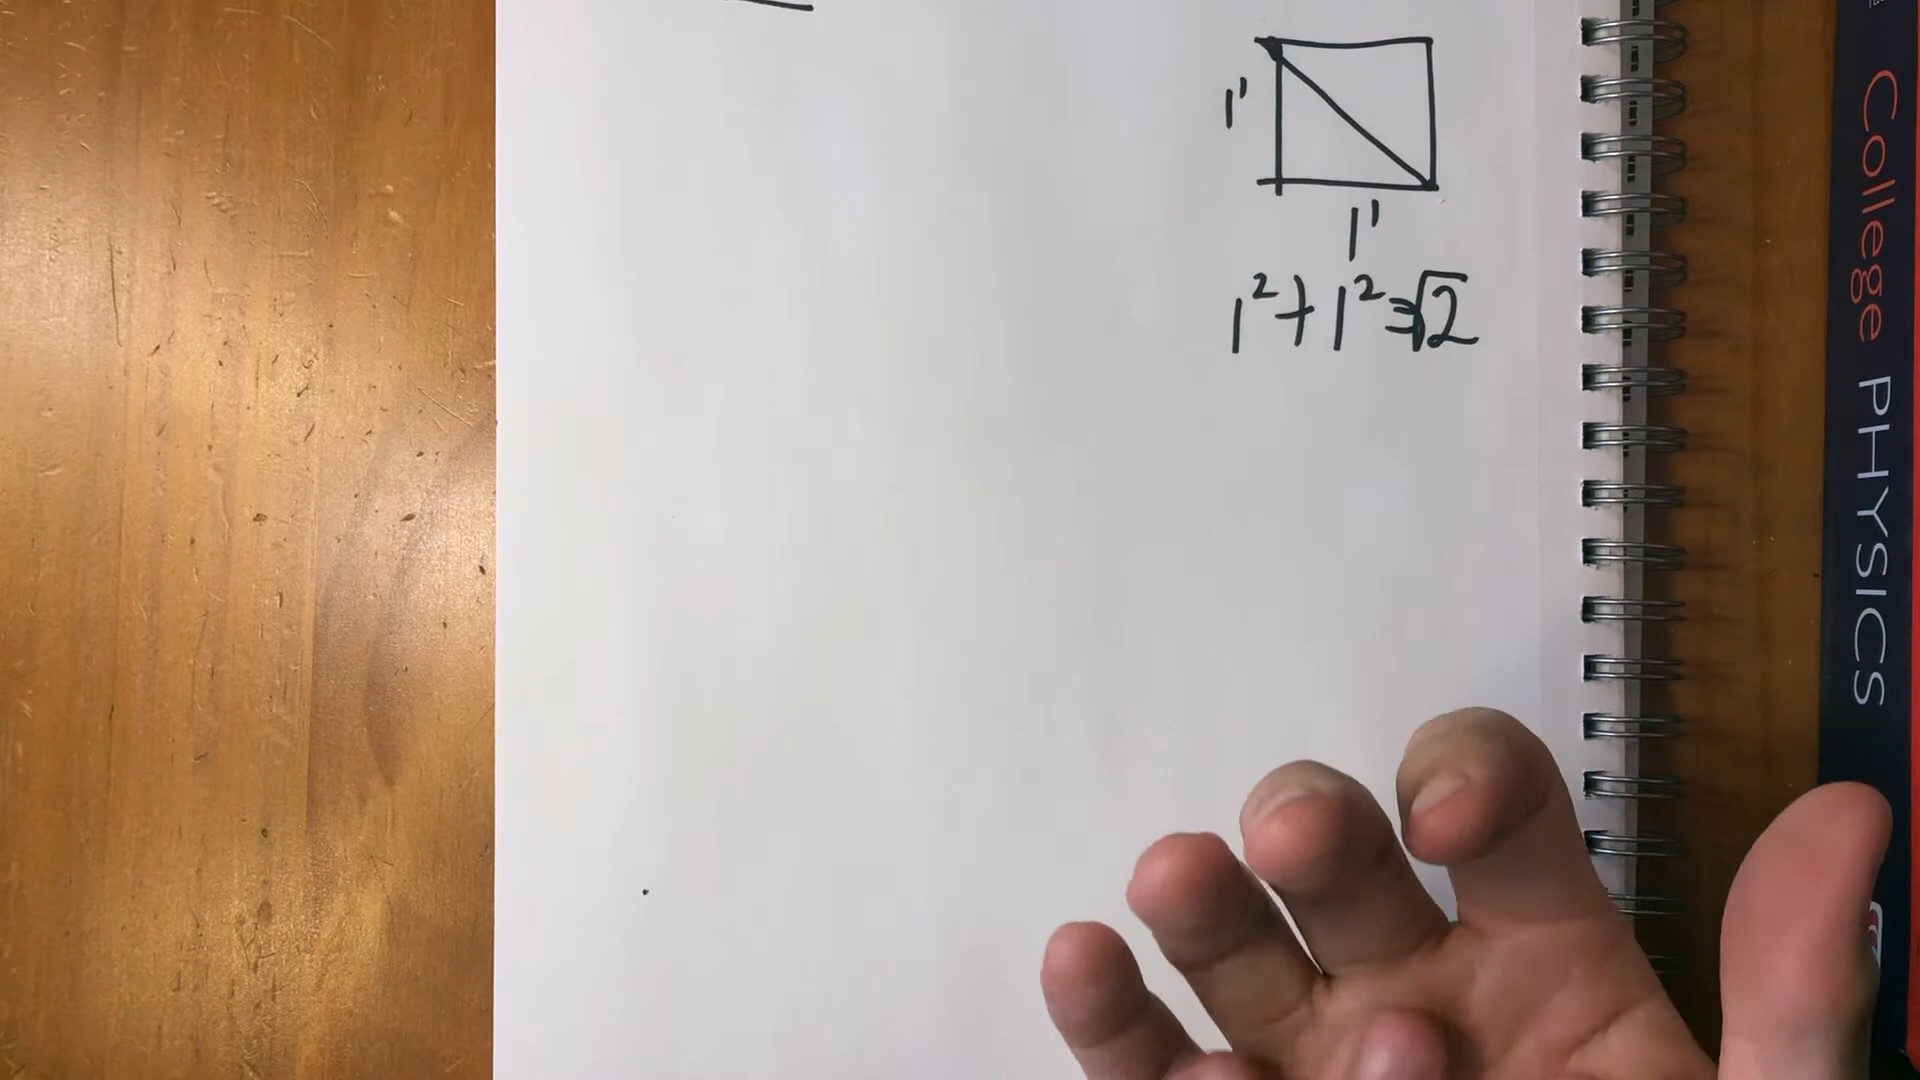 1'
1'
1² + 1² = √2
College PHYSICS